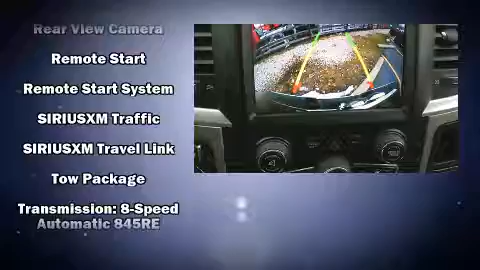 Rear View Camera
Remote Start
Remote Start System
SIRIUSXM Traffic
SIRIUSXM Travel Link
Tow Package
Transmission: 8-Speed
Automatic 845RE